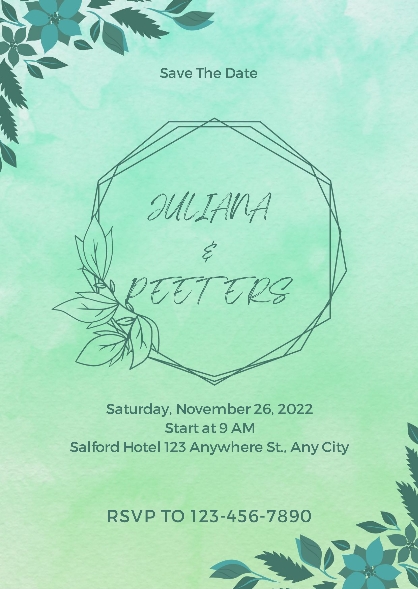 Save The Date
JULIANA
&
PEETERS
Saturday, November 26, 2022
Start at 9 AM
Salford Hotel 123 Anywhere St., Any City
RSVP TO 123-456-7890